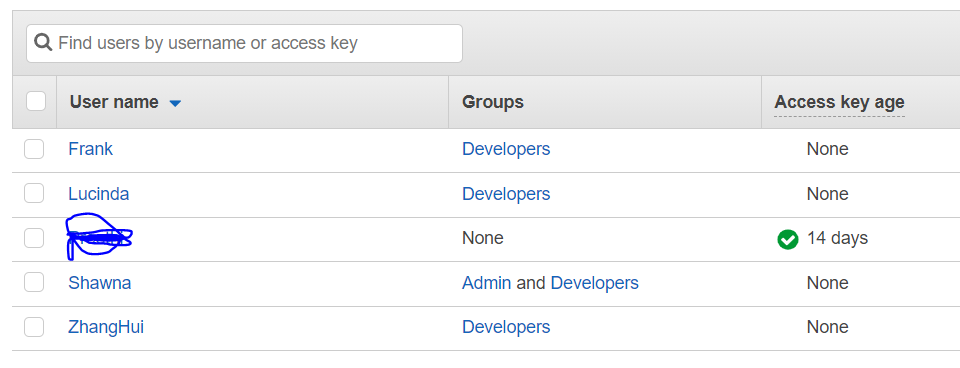 Find users by username or access key
User name Groups Access key age
Frank Developers None
Lucinda Developers None
None 14 days
Shawna Admin and Developers None
ZhangHui Developers None